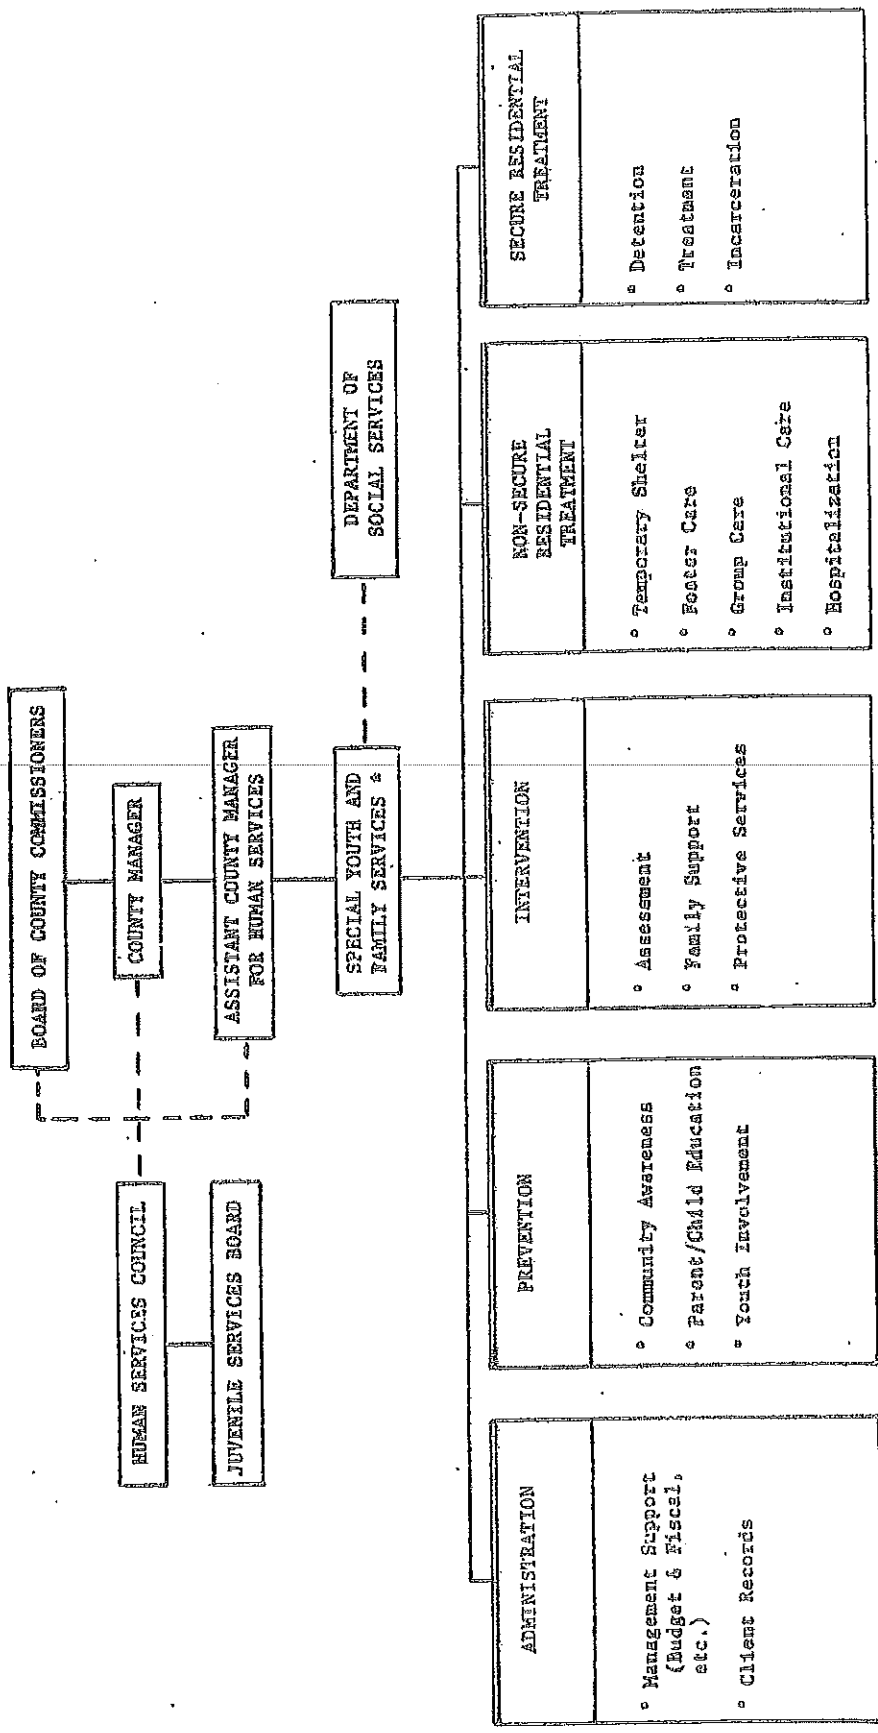 BOARD OF COUNTY COMMISSIONERS
HUMAN SERVICES COUNCIL
COUNTY MANAGER
JUVENILE SERVICES BOARD
ASSISTANT COUNTY MANAGER
FOR HUMAN SERVICES
SPECIAL YOUTH AND
FAMILY SERVICES *
DEPARTMENT OF
SOCIAL SERVICES
ADMINISTRATION
° Management Support
(Budget & Fiscal,
etc.)
° Client Records
PREVENTION
° Community Awareness
° Parent/Child Education
° Youth Involvement
INTERVENTION
° Assessment
° Family Support
° Protective Services
NON-SECURE
RESIDENTIAL
TREATMENT
° Temporary Shelter
° Foster Care
° Group Care
° Institutional Care
° Hospitalization
SECURE RESIDENTIAL
TREATMENT
° Detention
° Treatment
° Incarceration